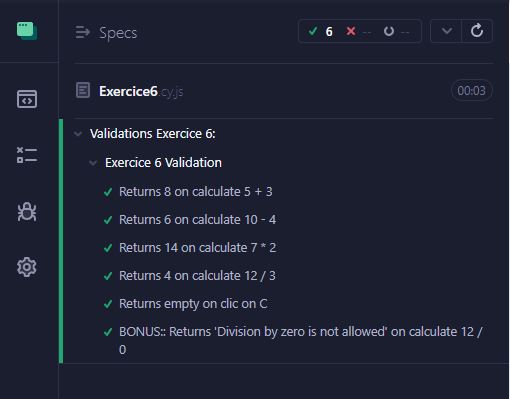 Specs
6 -- --
Exercice6.cy.js
00:03
Validations Exercice 6:
Exercice 6 Validation
Returns 8 on calculate 5 + 3
Returns 6 on calculate 10 - 4
Returns 14 on calculate 7 * 2
Returns 4 on calculate 12 / 3
Returns empty on clic on C
BONUS:: Returns 'Division by zero is not allowed' on calculate 12 /
0